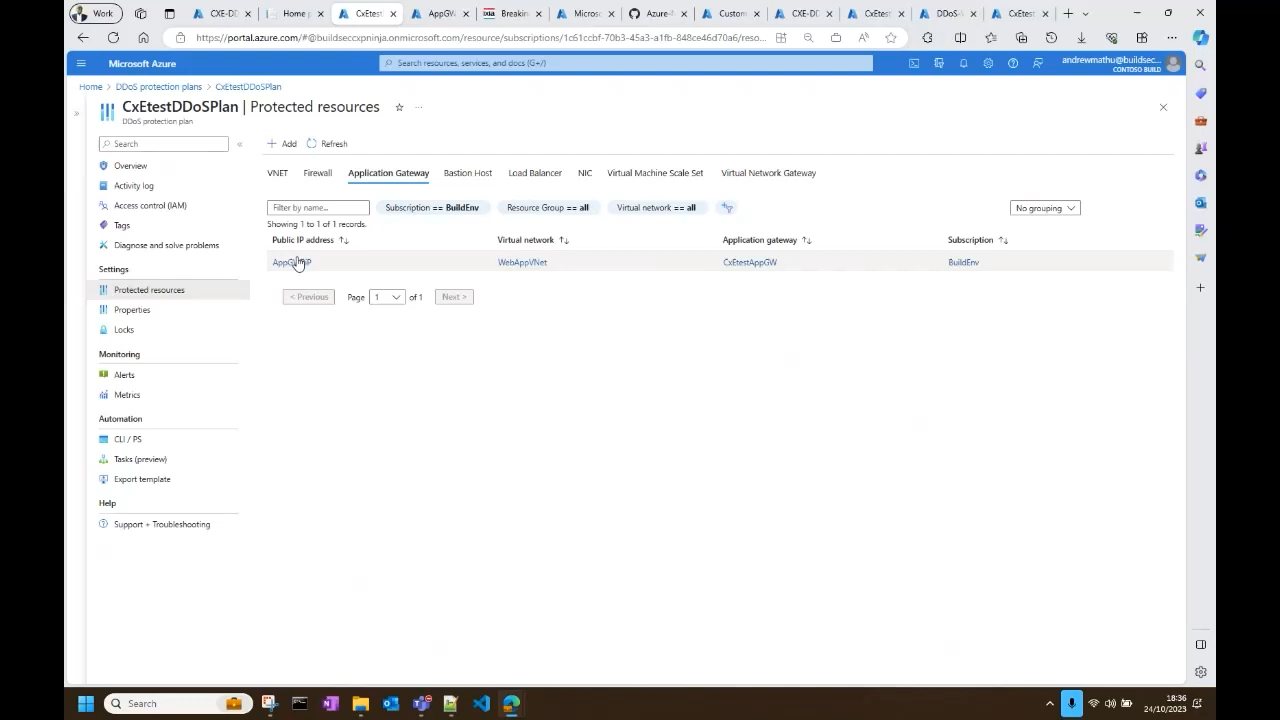 Work
CXE-DD
Home p
CxEtest
AppGW
Breakin
Microso
Azure-N
Custom
CXE-DD
CxEtest
DDoS-A
CxEtest
https://portal.azure.com/#@buildseccxpninja.onmicrosoft.com/resource/subscriptions/1c61ccbf-70b3-45a3-a1fb-848ce46d70a6/reso...
Microsoft Azure
Search resources, services, and docs (G+/)
andrewmathu@buildsec...
CONTOSO BUILD
Home > DDoS protection plans > CxEtestDDoSPlan
CxEtestDDoSPlan | Protected resources
DDoS protection plan
Search
Add
Refresh
Overview
Activity log
Access control (IAM)
Tags
Diagnose and solve problems
Settings
Protected resources
Properties
Locks
Monitoring
Alerts
Metrics
Automation
CLI / PS
Tasks (preview)
Export template
Help
Support + Troubleshooting
VNET Firewall Application Gateway Bastion Host Load Balancer NIC Virtual Machine Scale Set Virtual Network Gateway
Filter by name...
Subscription == BuildEnv
Resource Group == all
Virtual network == all
No grouping
Showing 1 to 1 of 1 records.
Public IP address Virtual network Application gateway Subscription
WebAppVNet CxEtestAppGW BuildEnv
< Previous Page 1 of 1 Next >
Search
18:36
24/10/2023